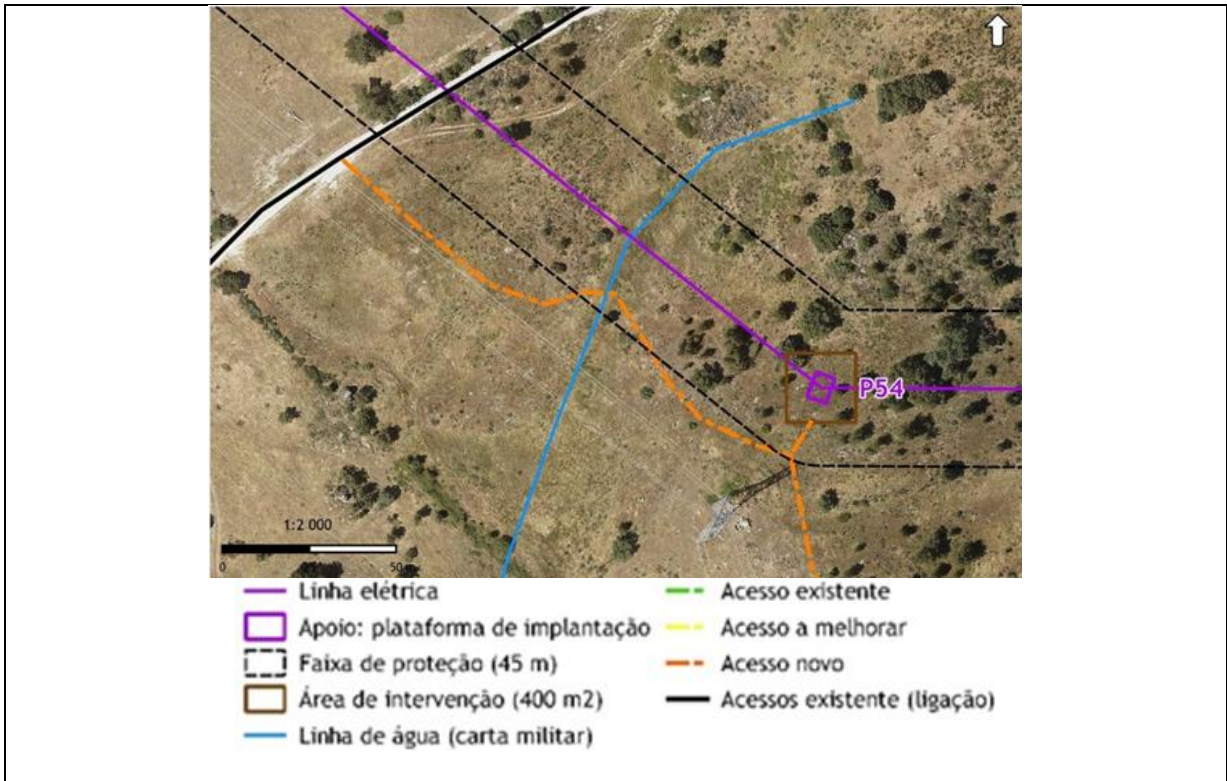 P54
1:2 000
0
50 m
Linha elétrica
Apoio: plataforma de implantação
Faixa de proteção (45 m)
Área de intervenção (400 m2)
Linha de água (carta militar)
Acesso existente
Acesso a melhorar
Acesso novo
Acessos existente (ligação)